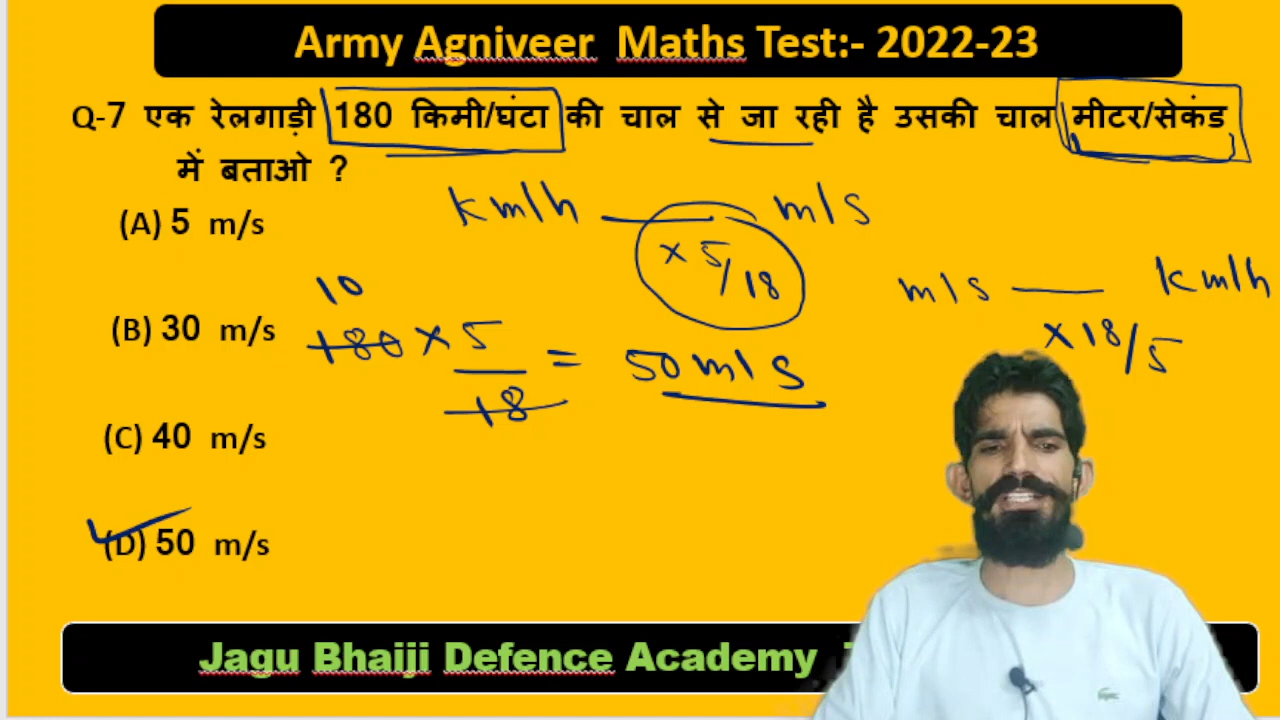 Army Agniveer Maths Test:- 2022-23
Q-7 एक रेलगाड़ी 180 किमी/घंटा की चाल से जा रही है उसकी चाल मीटर/सेकंड
में बताओ ?
km/h m/s
(A) 5 m/s
× 5/18
m/s km/h
× 18/5
10
(B) 30 m/s
180 × 5
18
= 50 m/s
(C) 40 m/s
(D) 50 m/s
Jagu Bhaiji Defence Academy